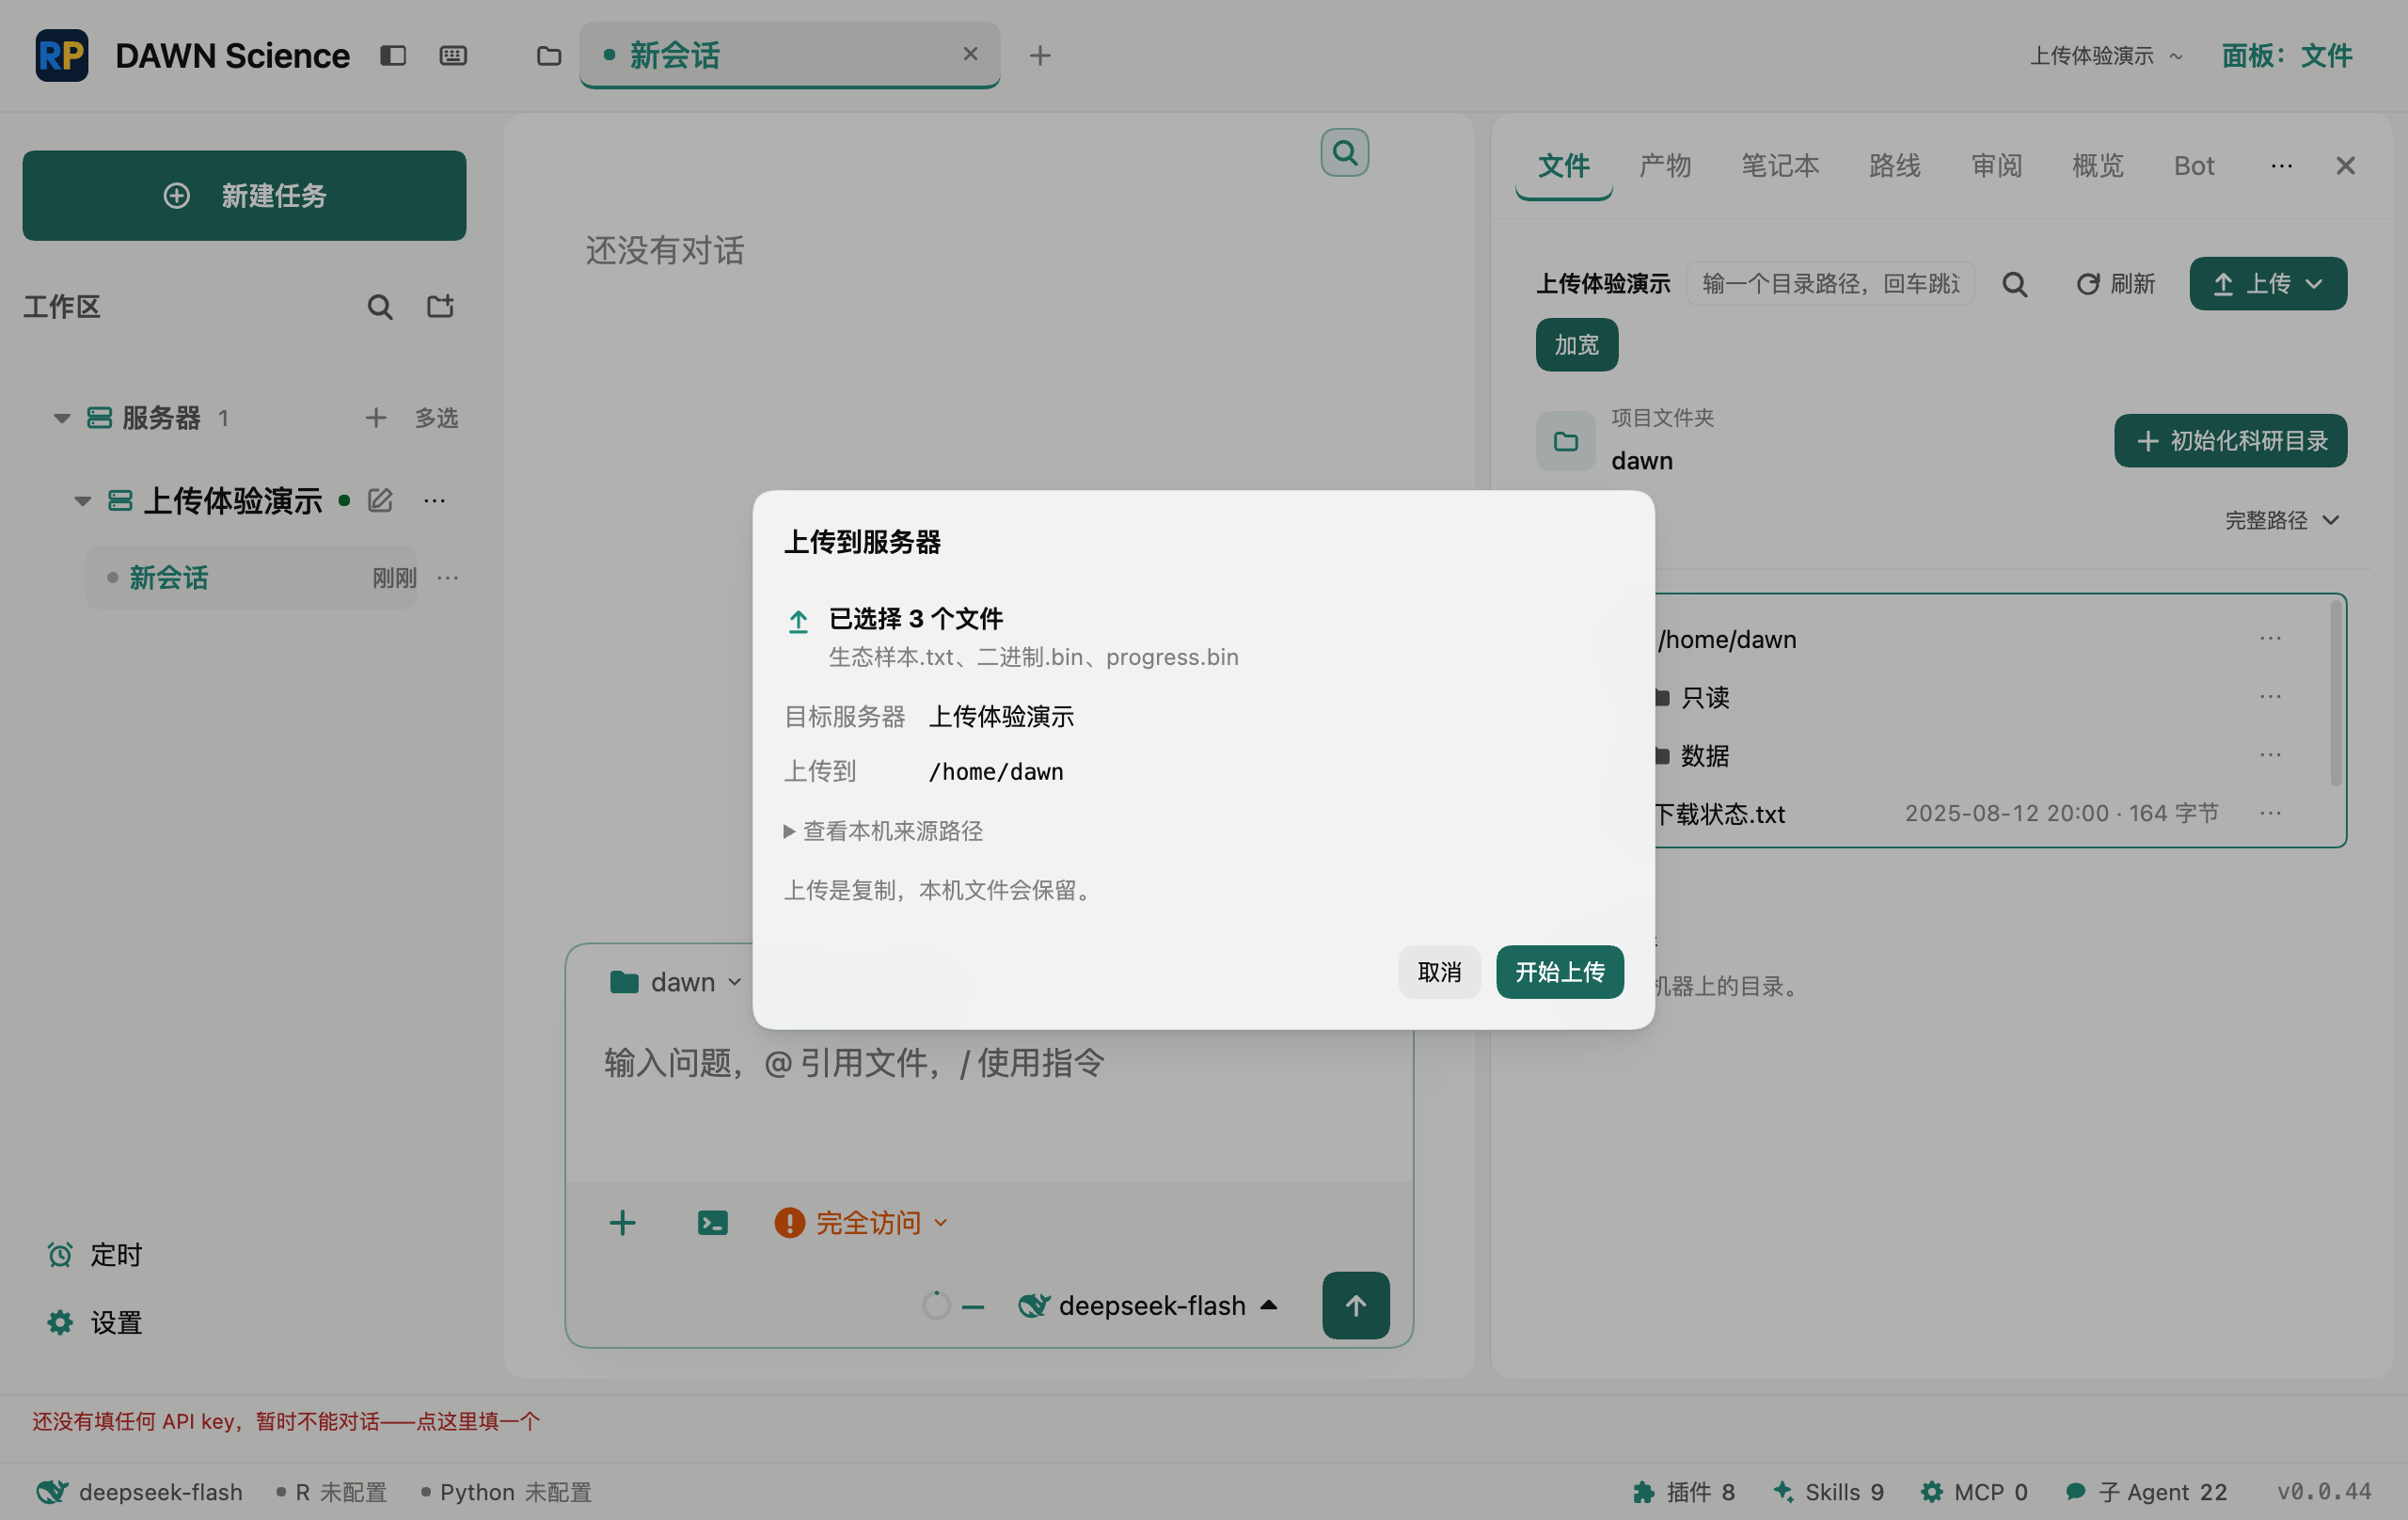 RP DAWN Science
新会话
上传体验演示 ~
面板：文件
新建任务
工作区
服务器 1
多选
上传体验演示
新会话 刚刚
定时
设置
还没有对话
dawn
输入问题，@ 引用文件，/ 使用指令
完全访问
deepseek-flash
文件 产物 笔记本 路线 审阅 概览 Bot
上传体验演示 输一个目录路径，回车跳 刷新 上传
加宽
项目文件夹
dawn
初始化科研目录
完整路径
/home/dawn
只读
数据
下载状态.txt 2025-08-12 20:00 · 164 字节
机器上的目录。
上传到服务器
已选择 3 个文件
生态样本.txt、二进制.bin、progress.bin
目标服务器 上传体验演示
上传到 /home/dawn
查看本机来源路径
上传是复制，本机文件会保留。
取消 开始上传
还没有填任何 API key，暂时不能对话——点这里填一个
deepseek-flash R 未配置 Python 未配置
插件 8 Skills 9 MCP 0 子 Agent 22 v0.0.44